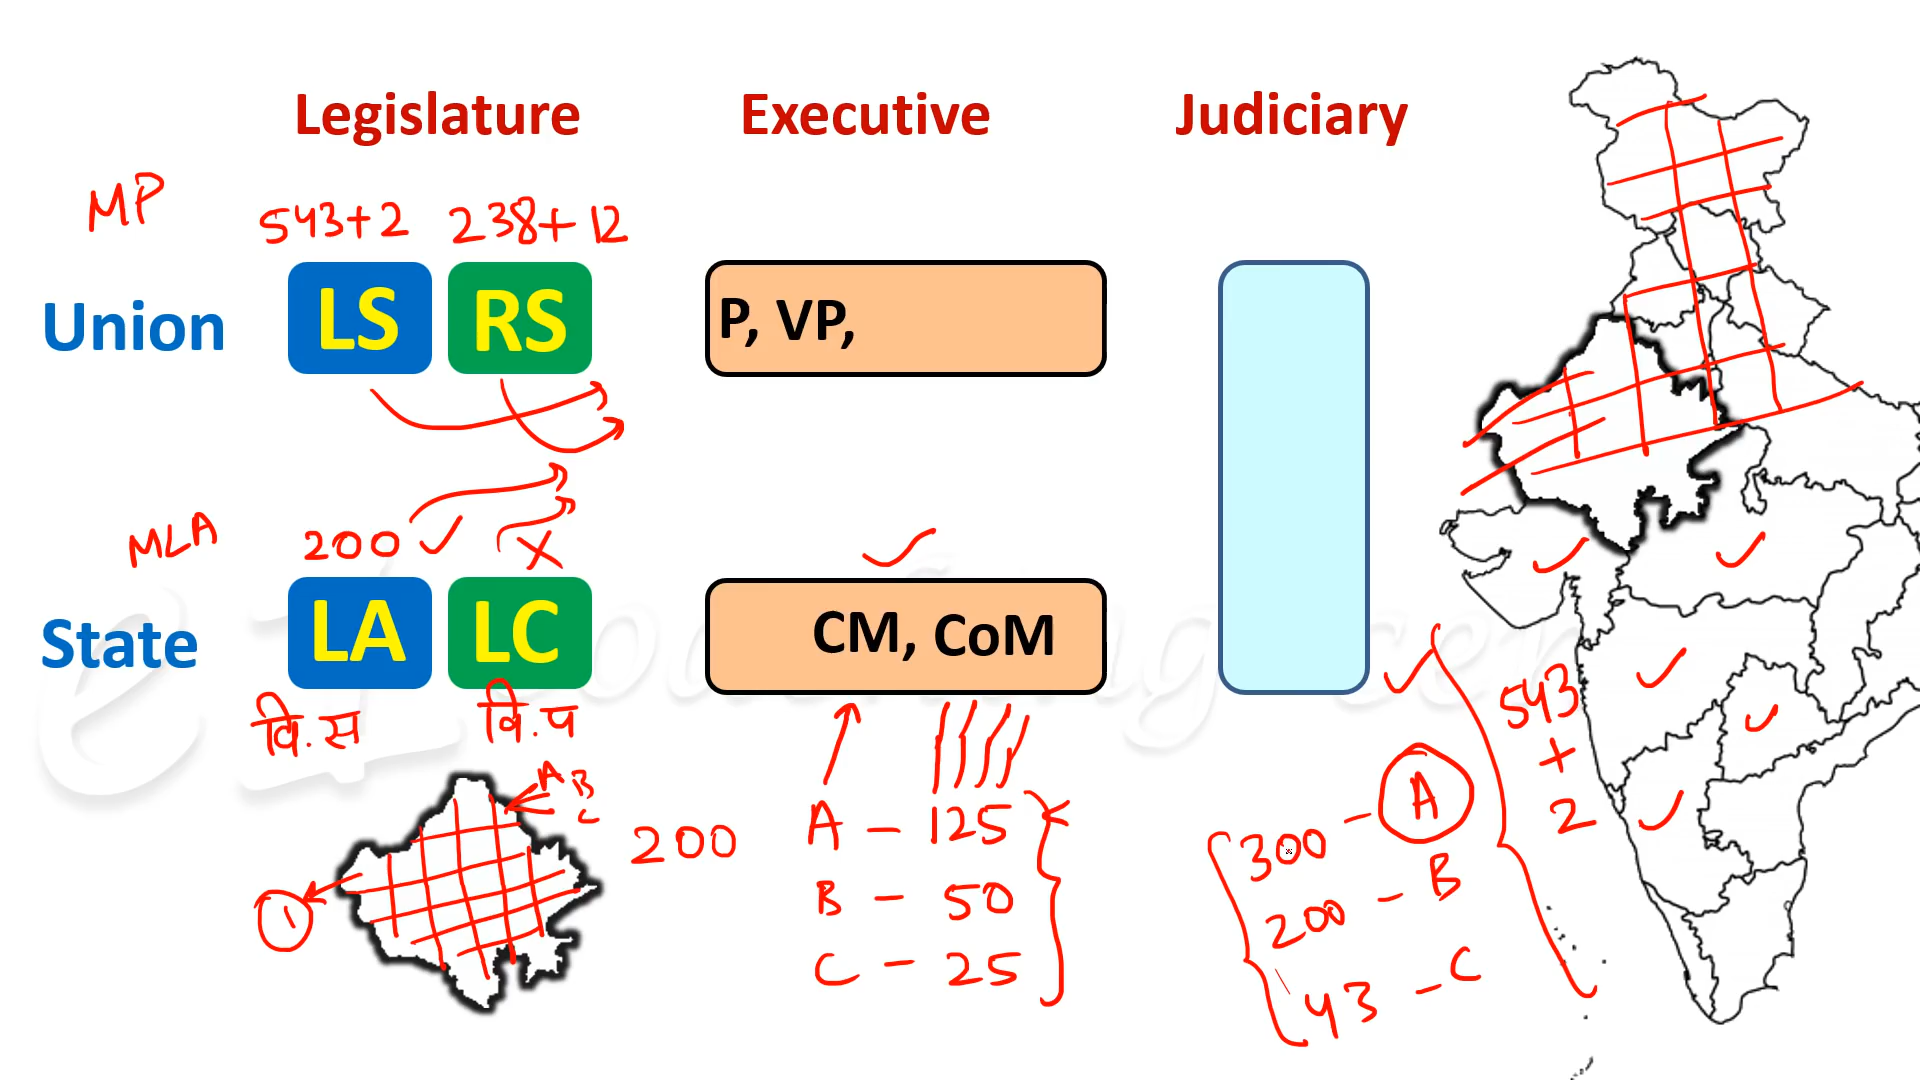 Legislature Executive Judiciary
MP
543+2 238+12
Union LS RS P, VP,
MLA 200 ✓ X
State LA LC CM, CoM
वि.स वि.प
543
+
2
A B
C
200
1
A - 125
B - 50
C - 25
300 - A
200 - B
43 - C